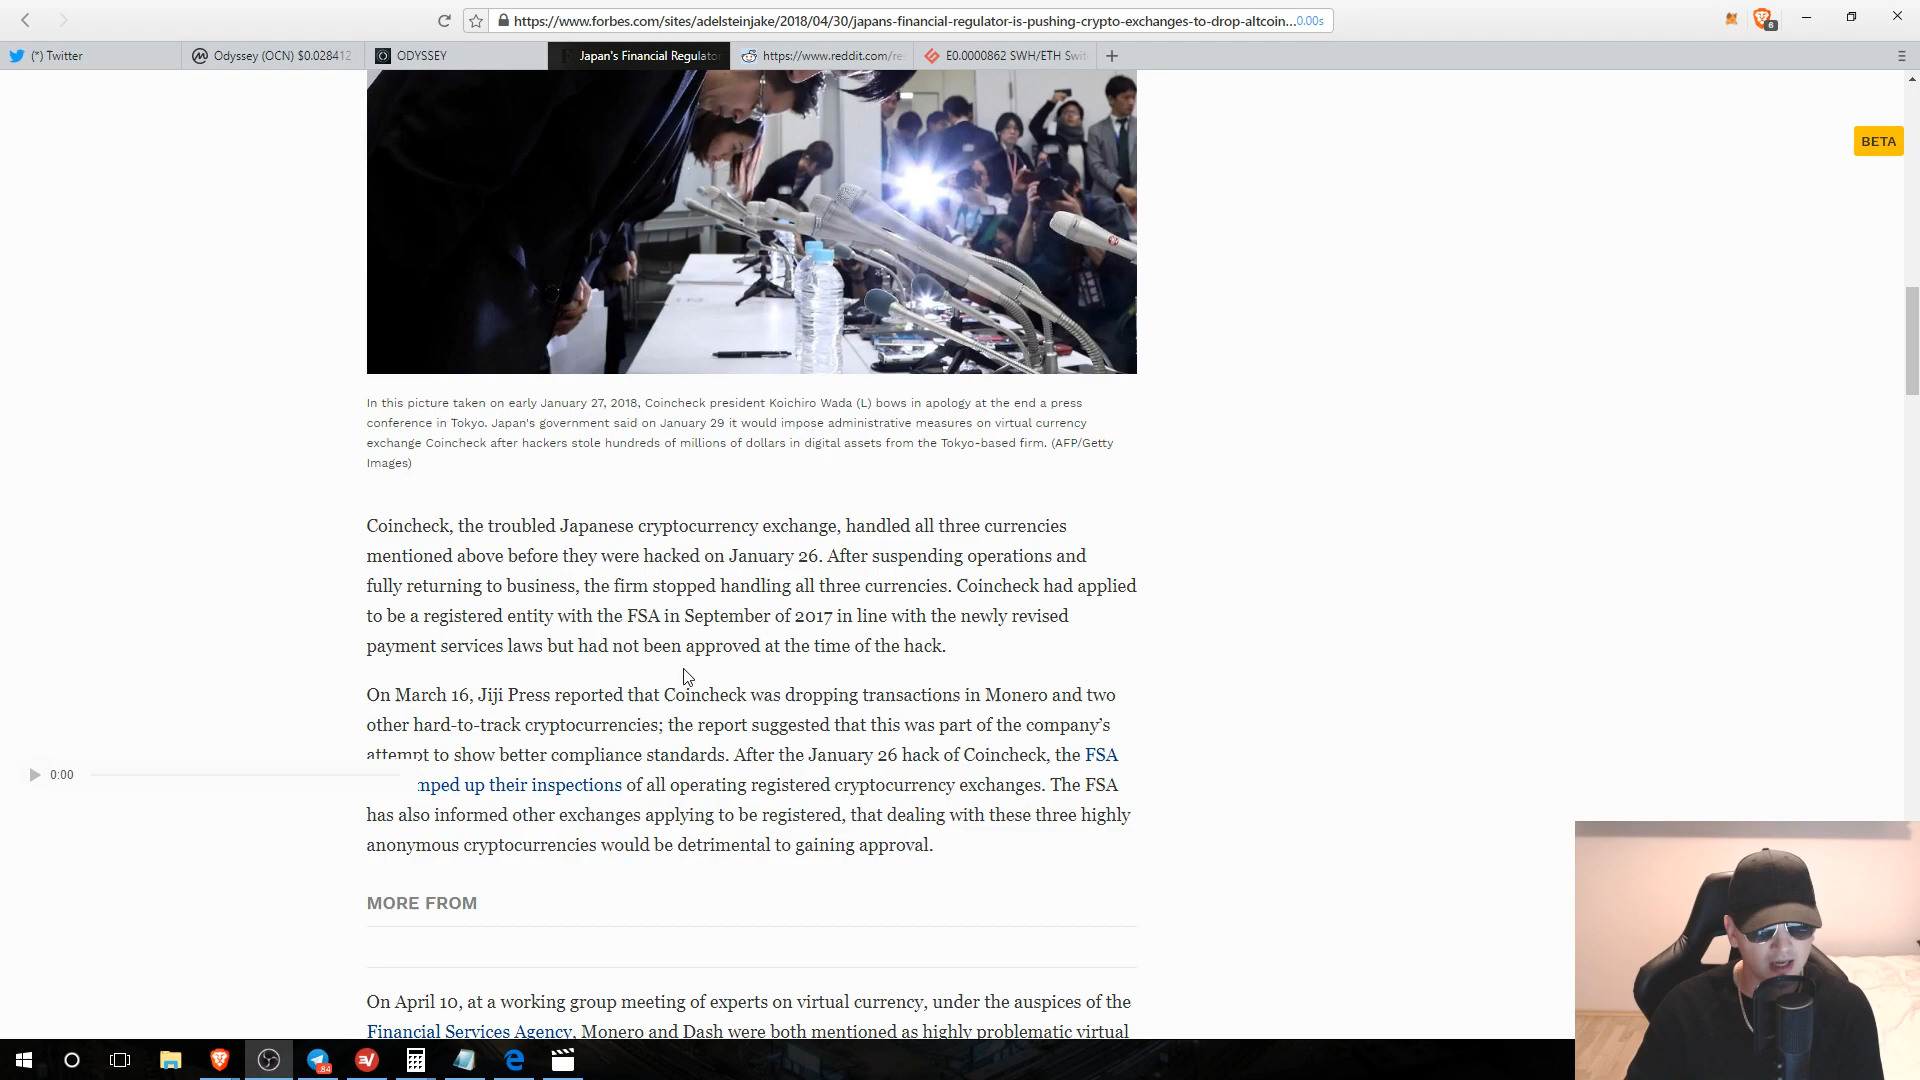 https://www.forbes.com/sites/adelsteinjake/2018/04/30/japans-financial-regulator-is-pushing-crypto-exchanges-to-drop-altcoin...0.00s
6
(*) Twitter
Odyssey (OCN) $0.028412
ODYSSEY
Japan's Financial Regulator
https://www.reddit.com/re
E0.0000862 SWH/ETH Swit
BETA
In this picture taken on early January 27, 2018, Coincheck president Koichiro Wada (L) bows in apology at the end a press
conference in Tokyo. Japan's government said on January 29 it would impose administrative measures on virtual currency
exchange Coincheck after hackers stole hundreds of millions of dollars in digital assets from the Tokyo-based firm. (AFP/Getty
Images)
Coincheck, the troubled Japanese cryptocurrency exchange, handled all three currencies
mentioned above before they were hacked on January 26. After suspending operations and
fully returning to business, the firm stopped handling all three currencies. Coincheck had applied
to be a registered entity with the FSA in September of 2017 in line with the newly revised
payment services laws but had not been approved at the time of the hack.
On March 16, Jiji Press reported that Coincheck was dropping transactions in Monero and two
other hard-to-track cryptocurrencies; the report suggested that this was part of the company's
attempt to show better compliance standards. After the January 26 hack of Coincheck, the FSA
0:00
mped up their inspections of all operating registered cryptocurrency exchanges. The FSA
has also informed other exchanges applying to be registered, that dealing with these three highly
anonymous cryptocurrencies would be detrimental to gaining approval.
MORE FROM
On April 10, at a working group meeting of experts on virtual currency, under the auspices of the
Financial Services Agency, Monero and Dash were both mentioned as highly problematic virtual
84